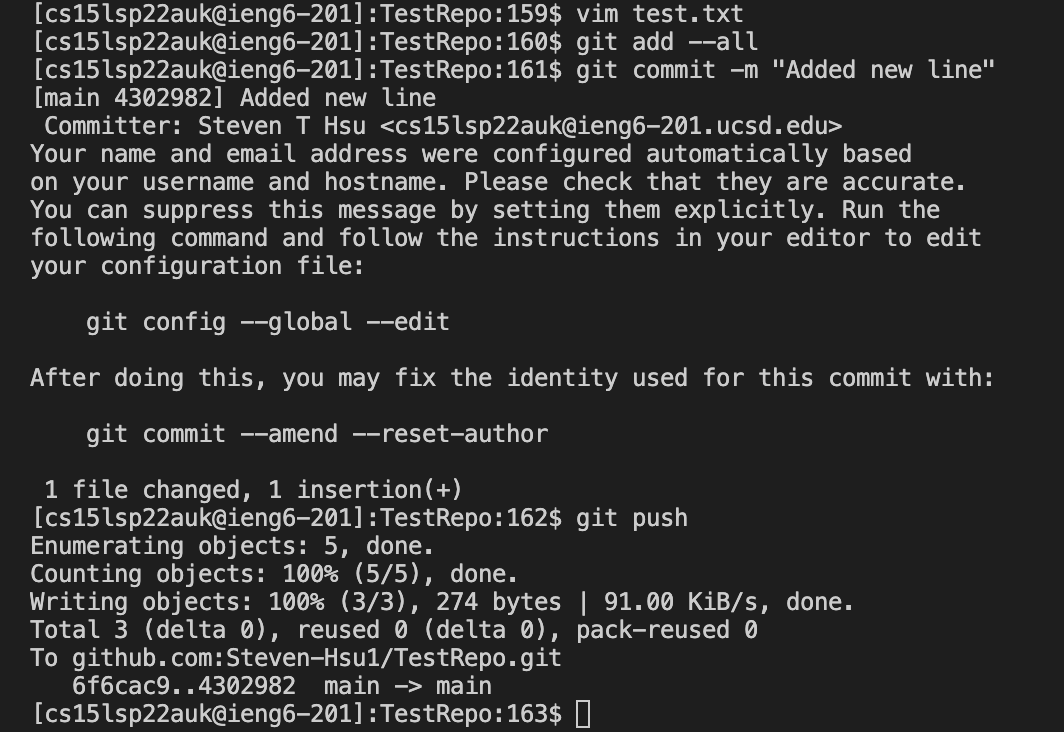 [cs15lsp22auk@ieng6-201]:TestRepo:159$ vim test.txt
[cs15lsp22auk@ieng6-201]:TestRepo:160$ git add --all
[cs15lsp22auk@ieng6-201]:TestRepo:161$ git commit -m "Added new line"
[main 4302982] Added new line
 Committer: Steven T Hsu <cs15lsp22auk@ieng6-201.ucsd.edu>
Your name and email address were configured automatically based
on your username and hostname. Please check that they are accurate.
You can suppress this message by setting them explicitly. Run the
following command and follow the instructions in your editor to edit
your configuration file:

    git config --global --edit

After doing this, you may fix the identity used for this commit with:

    git commit --amend --reset-author

 1 file changed, 1 insertion(+)
[cs15lsp22auk@ieng6-201]:TestRepo:162$ git push
Enumerating objects: 5, done.
Counting objects: 100% (5/5), done.
Writing objects: 100% (3/3), 274 bytes | 91.00 KiB/s, done.
Total 3 (delta 0), reused 0 (delta 0), pack-reused 0
To github.com:Steven-Hsu1/TestRepo.git
   6f6cac9..4302982  main -> main
[cs15lsp22auk@ieng6-201]:TestRepo:163$